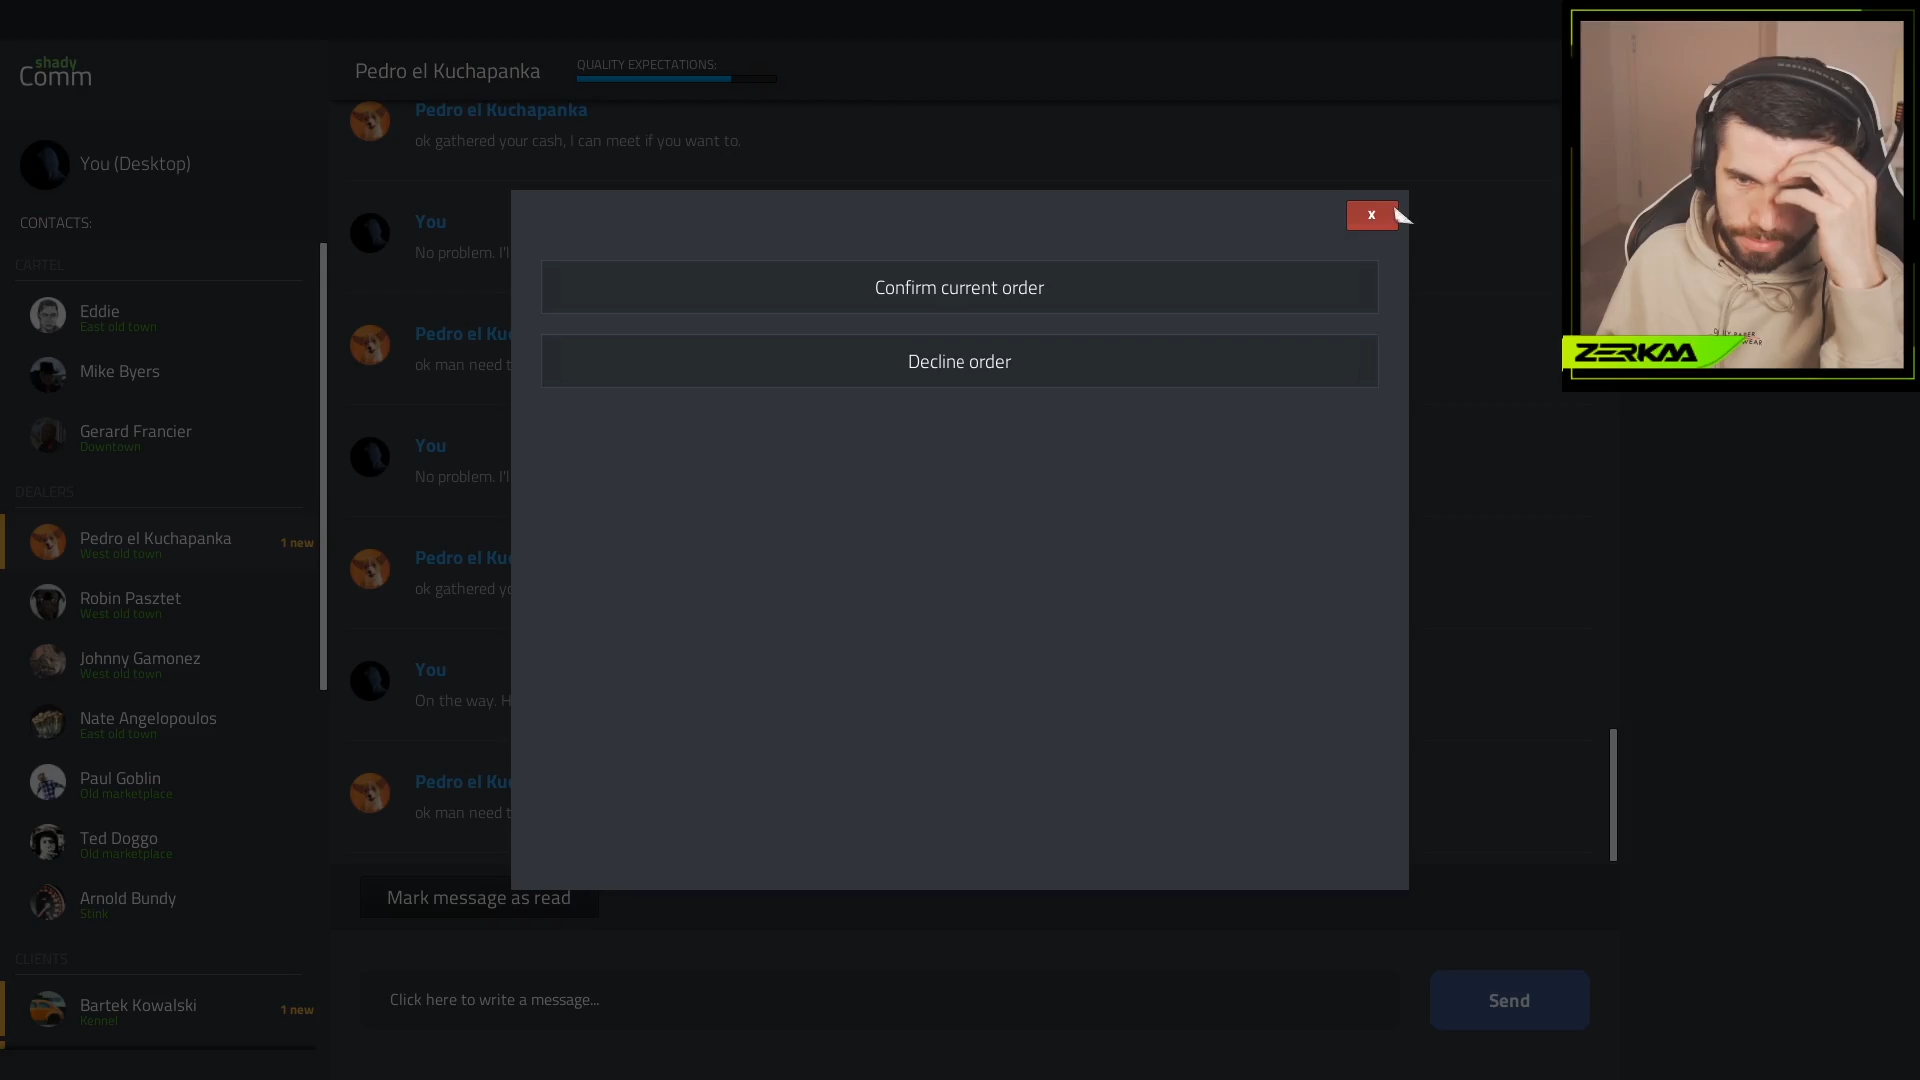 shady
Comm
You (Desktop)
CONTACTS:
CARTEL
Eddie
East old town
Mike Byers
Gerard Francier
Downtown
DEALERS
Pedro el Kuchapanka
West old town
1 new
Robin Pasztet
West old town
Johnny Gamonez
West old town
Nate Angelopoulos
East old town
Paul Goblin
Old marketplace
Ted Doggo
Old marketplace
Arnold Bundy
Stink
CLIENTS
Bartek Kowalski
Kennel
1 new
Pedro el Kuchapanka
QUALITY EXPECTATIONS:
Pedro el Kuchapanka
ok gathered your cash, I can meet if you want to.
You
No problem. I'l
Pedro el Kuc
ok man need t
You
No problem. I'l
Pedro el Kuc
ok gathered yo
You
On the way. H
Pedro el Kuc
ok man need t
Mark message as read
Click here to write a message...
Send
x
Confirm current order
Decline order
ZERKAA